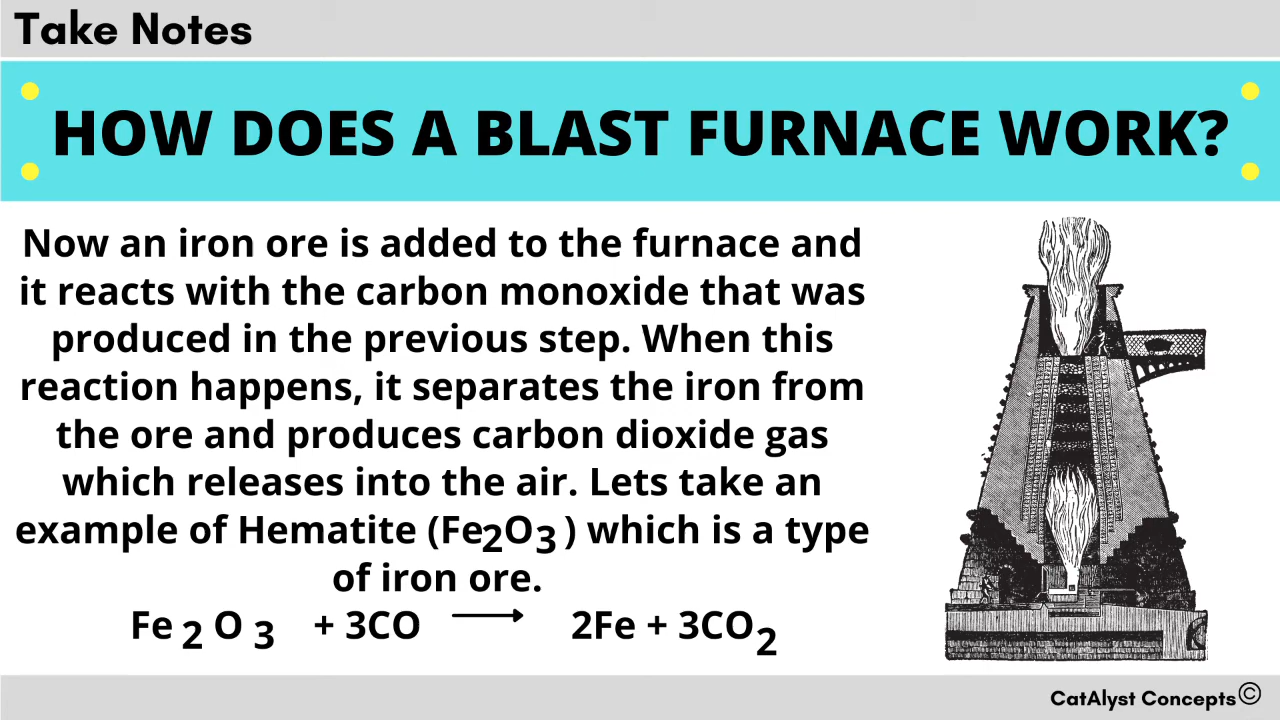 Take Notes
HOW DOES A BLAST FURNACE WORK?
Now an iron ore is added to the furnace and
it reacts with the carbon monoxide that was
produced in the previous step. When this
reaction happens, it separates the iron from
the ore and produces carbon dioxide gas
which releases into the air. Lets take an
example of Hematite (Fe₂O₃ ) which is a type
of iron ore.
Fe ₂ O ₃ + 3CO ⟶ 2Fe + 3CO₂
CatAlyst Concepts©